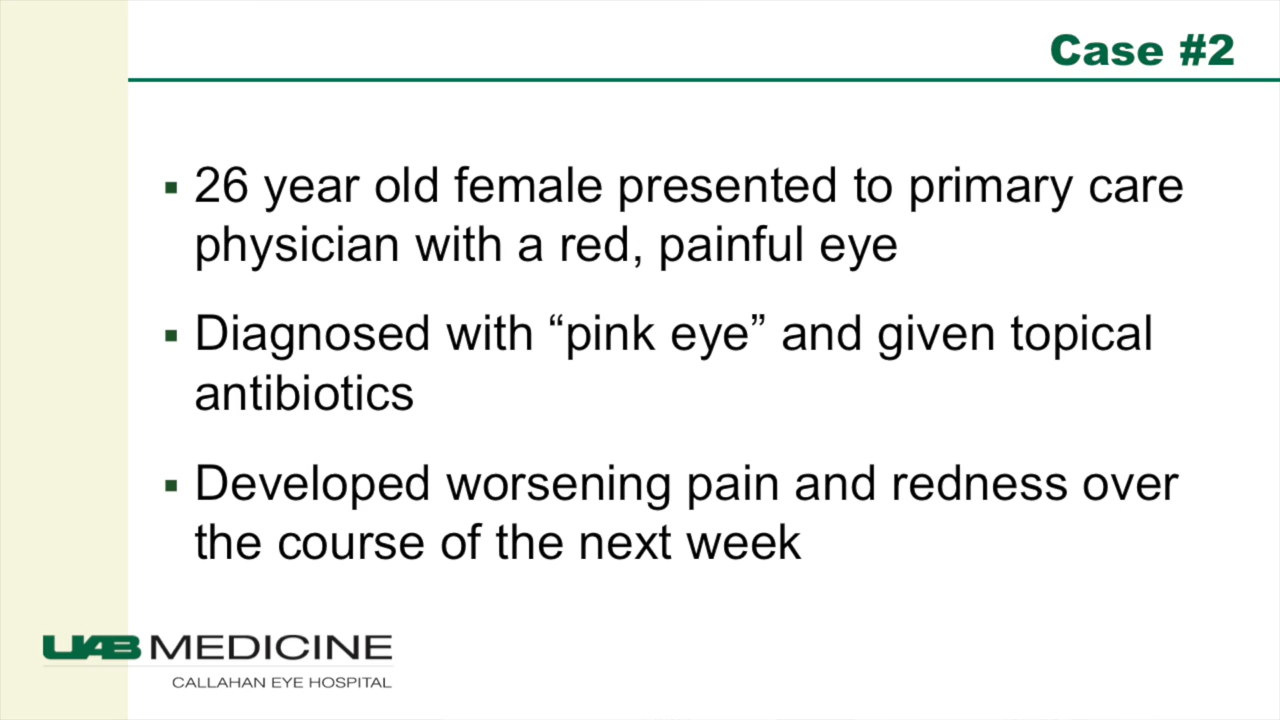 Case #2
▪ 26 year old female presented to primary care
physician with a red, painful eye
▪ Diagnosed with “pink eye” and given topical
antibiotics
▪ Developed worsening pain and redness over
the course of the next week
UAB MEDICINE
CALLAHAN EYE HOSPITAL